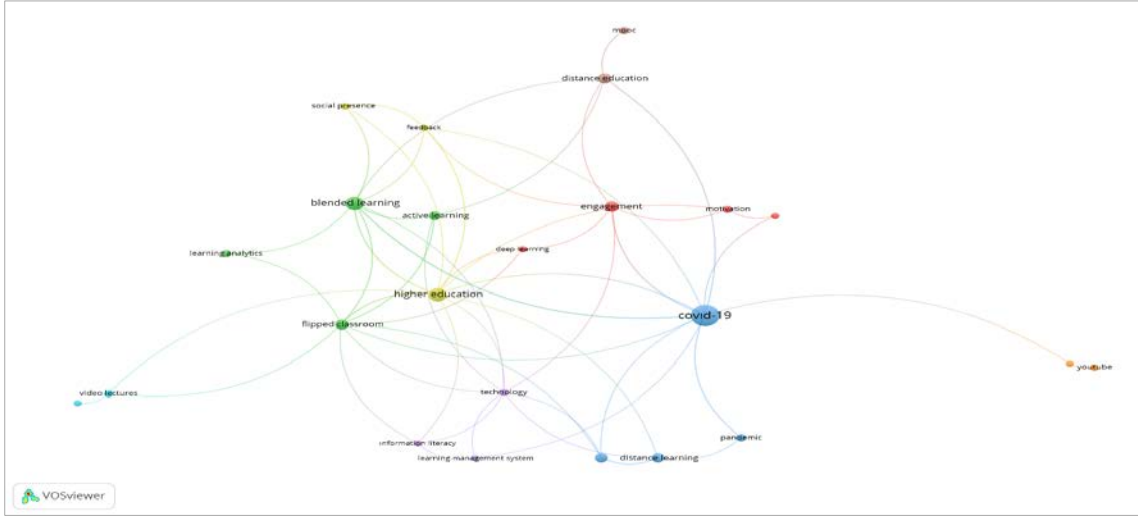 mooc
distance education
social presence
feedback
blended learning
active learning
engagement
motivation
learning analytics
deep learning
higher education
covid-19
flipped classroom
youtube
video lectures
technology
information literacy
pandemic
learning management system
distance learning
VOSviewer